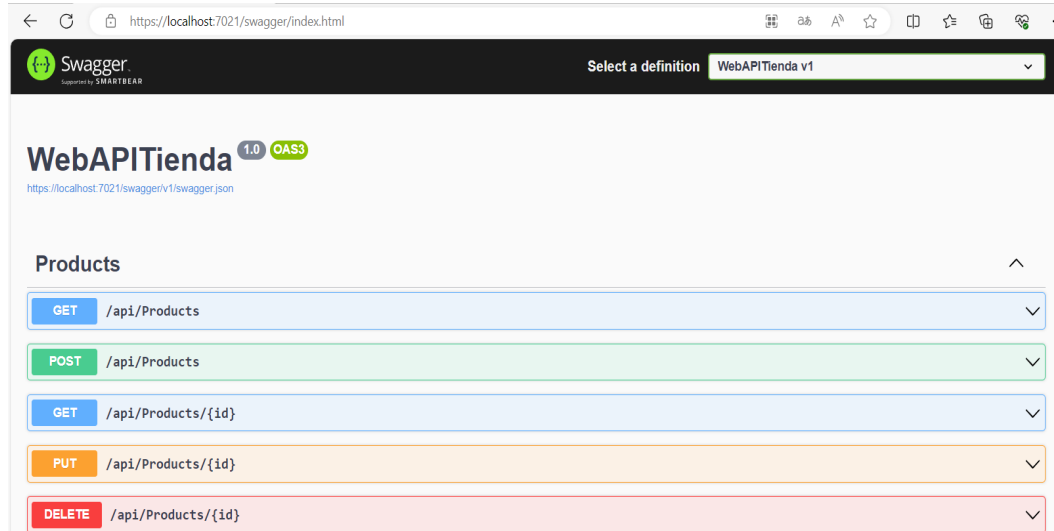 https://localhost:7021/swagger/index.html
Swagger.
Supported by SMARTBEAR
Select a definition
WebAPITienda v1
WebAPITienda 1.0 OAS3
https://localhost:7021/swagger/v1/swagger.json
Products
GET /api/Products
POST /api/Products
GET /api/Products/{id}
PUT /api/Products/{id}
DELETE /api/Products/{id}